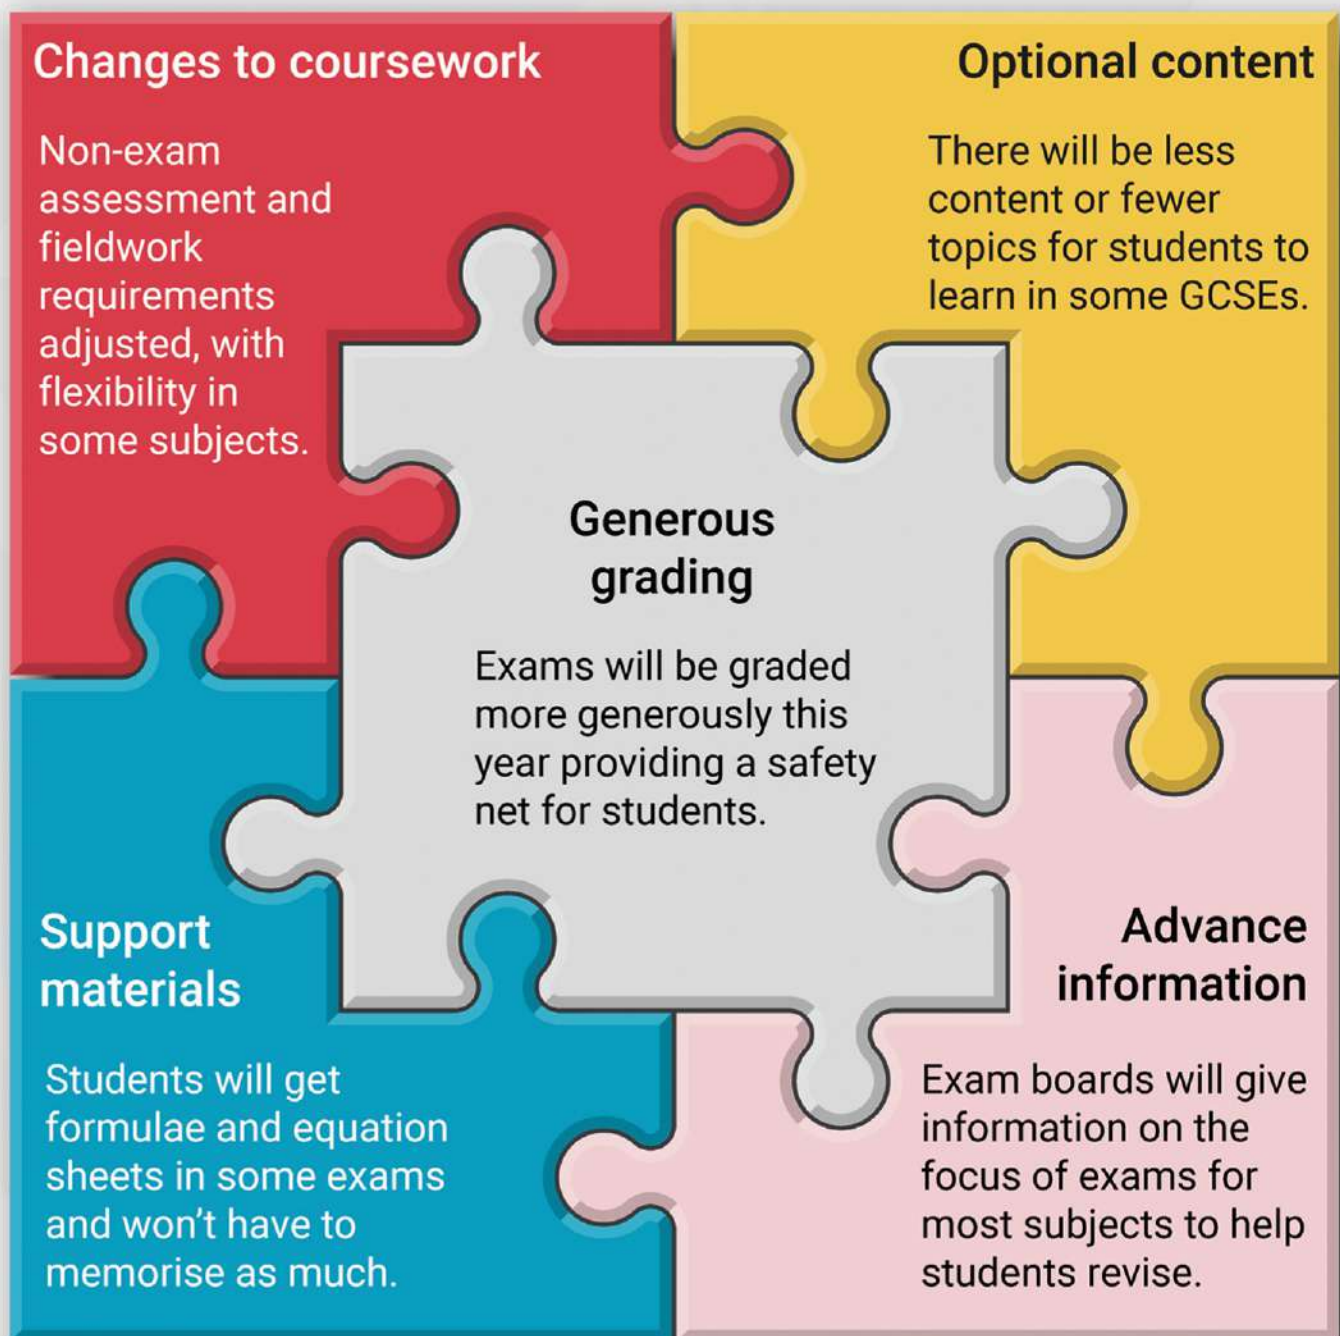 Changes to coursework
Non-exam
assessment and
fieldwork
requirements
adjusted, with
flexibility in
some subjects.
Optional content
There will be less
content or fewer
topics for students to
learn in some GCSEs.
Generous
grading
Exams will be graded
more generously this
year providing a safety
net for students.
Support
materials
Students will get
formulae and equation
sheets in some exams
and won't have to
memorise as much.
Advance
information
Exam boards will give
information on the
focus of exams for
most subjects to help
students revise.